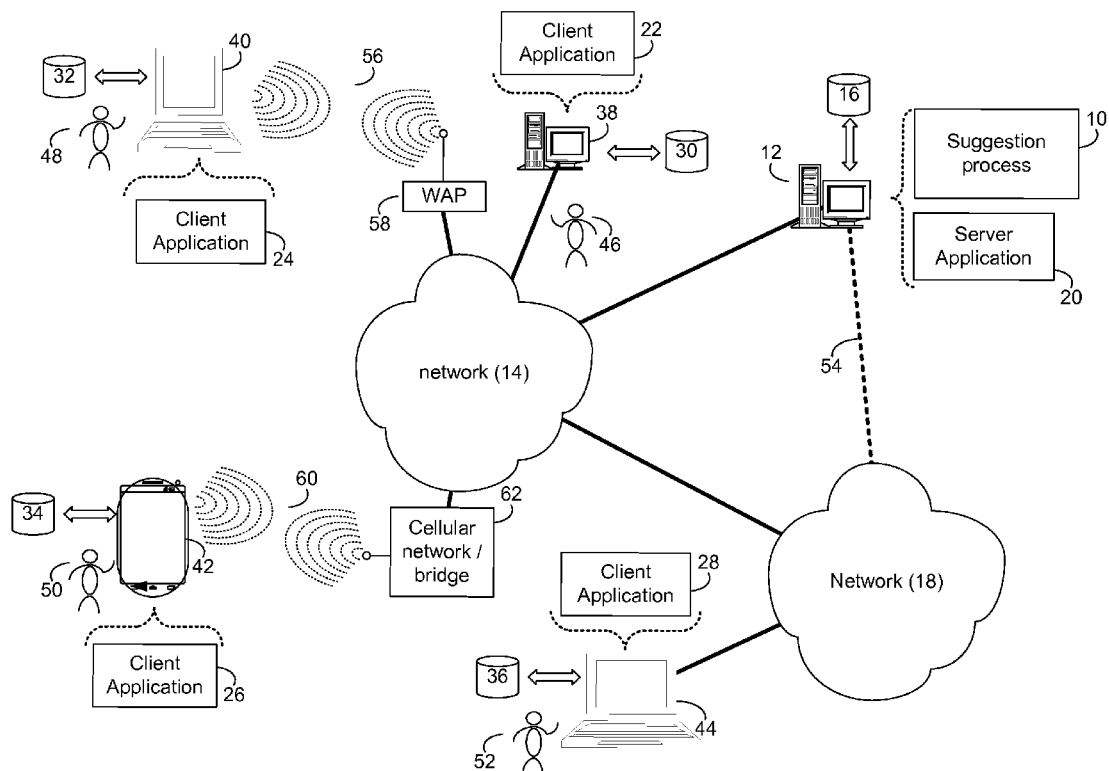 Client
Application
22
40
56
32
16
38
10
Suggestion
process
30
12
48
WAP
58
46
Client
Application
24
Server
Application
20
54
network (14)
60
62
34
Cellular
network /
bridge
42
50
Client
Application
28
Network (18)
Client
Application
26
36
44
52